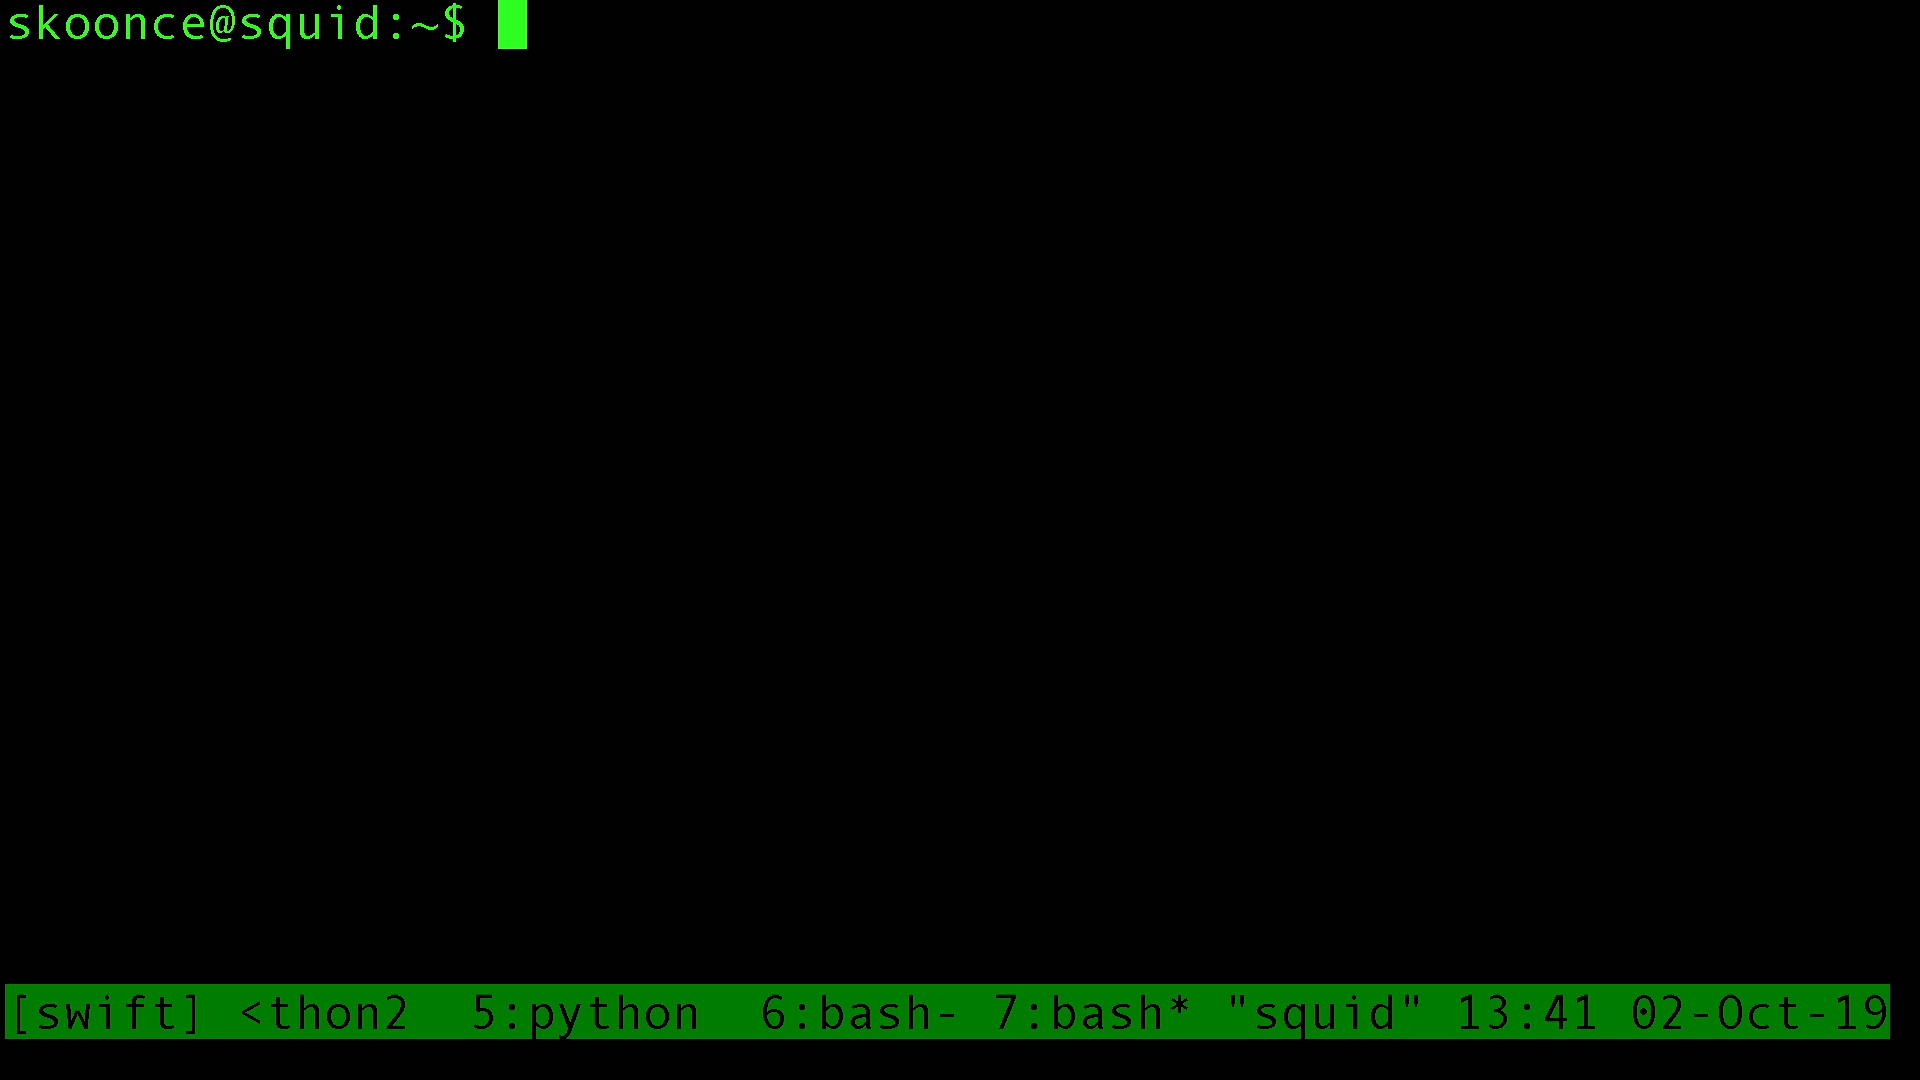 skoonce@squid:~$
[swift] <thon2  5:python  6:bash- 7:bash* "squid" 13:41 02-Oct-19